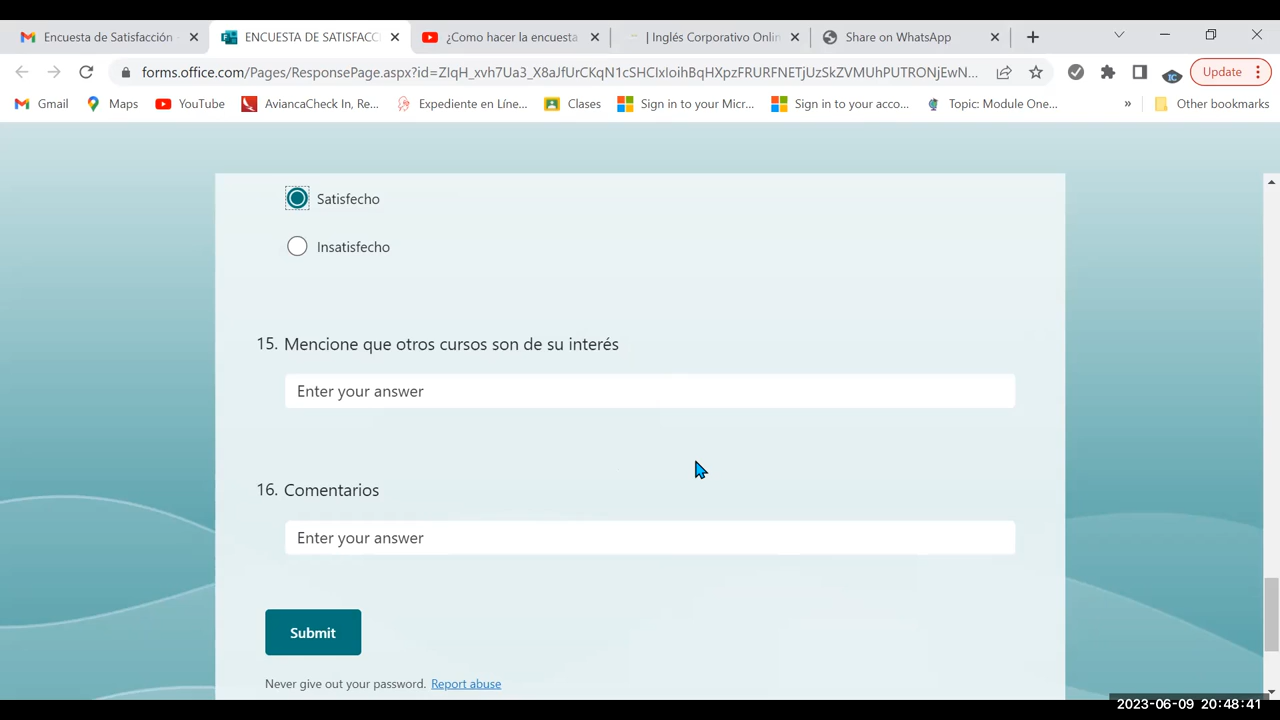 Encuesta de Satisfacción
ENCUESTA DE SATISFACC
¿Como hacer la encuesta
| Inglés Corporativo Onlin
Share on WhatsApp
forms.office.com/Pages/ResponsePage.aspx?id=ZIqH_xvh7Ua3_X8aJfUrCKqN1cSHCIxIoihBqHXpzFRURFNETjUzSkZVMUhPUTRONjEwN...
Update
Gmail
Maps
YouTube
AviancaCheck In, Re...
Expediente en Líne...
Clases
Sign in to your Micr...
Sign in to your acco...
Topic: Module One...
»
Other bookmarks
Satisfecho
Insatisfecho
15. Mencione que otros cursos son de su interés
Enter your answer
16. Comentarios
Enter your answer
Submit
Never give out your password. Report abuse
2023-06-09 20:48:41